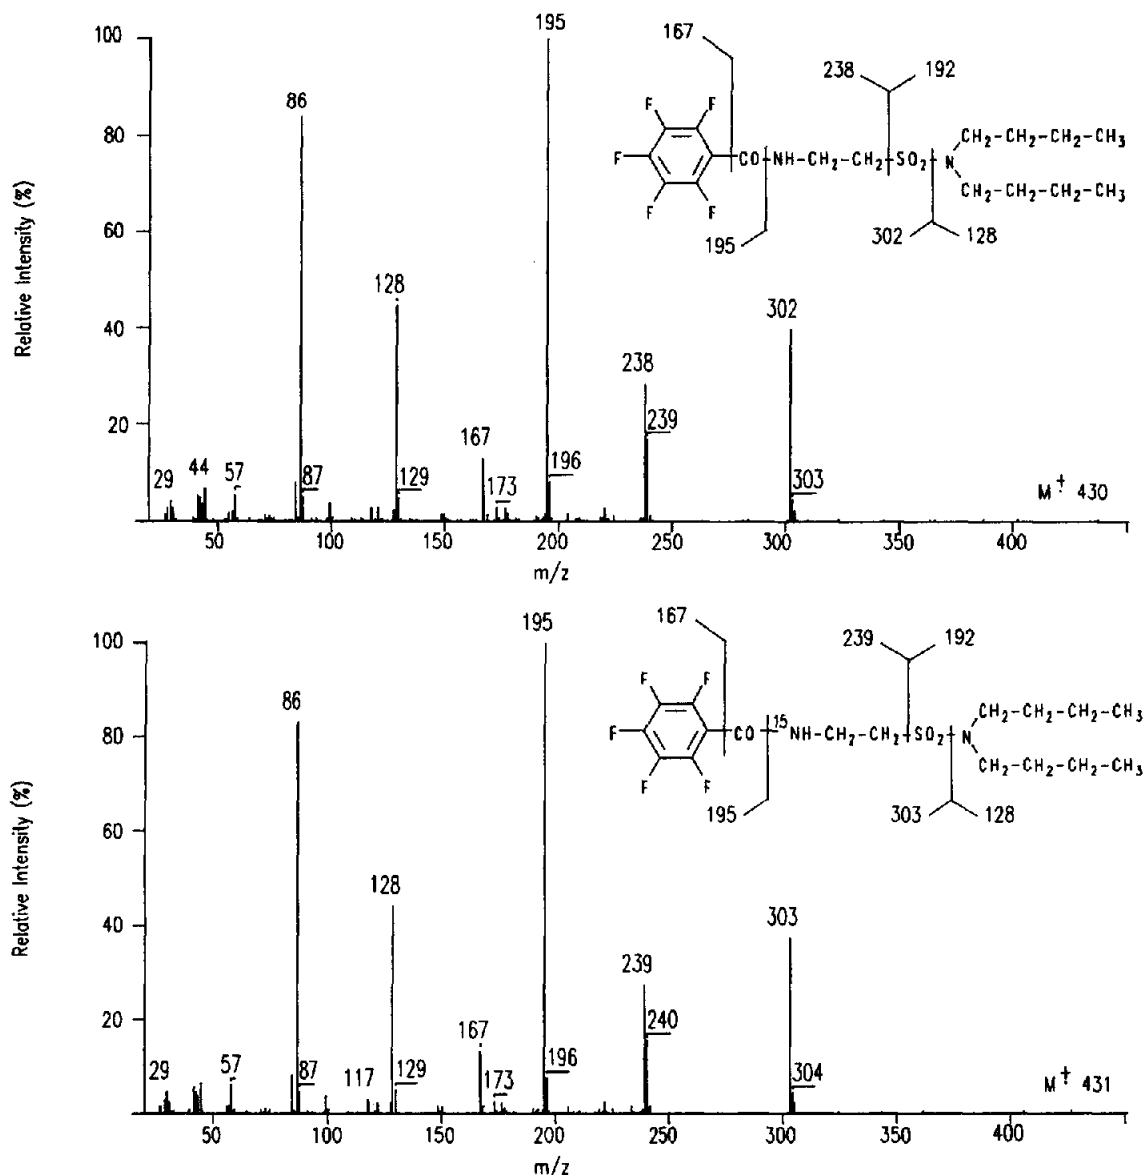 Relative Intensity (%)
100
80
60
40
20
29
44
57
86
87
128
129
167
173
195
196
238
239
302
303
M+· 430
50
100
150
200
250
300
350
400
m/z
167
238
192
F
F
F
F
F
CO
NH-CH2-CH2
SO2
N
CH2-CH2-CH2-CH3
CH2-CH2-CH2-CH3
195
302
128
Relative Intensity (%)
100
80
60
40
20
29
57
86
87
117
128
129
167
173
195
196
239
240
303
304
M+· 431
50
100
150
200
250
300
350
400
m/z
167
239
192
F
F
F
F
F
CO
15
NH-CH2-CH2
SO2
N
CH2-CH2-CH2-CH3
CH2-CH2-CH2-CH3
195
303
128